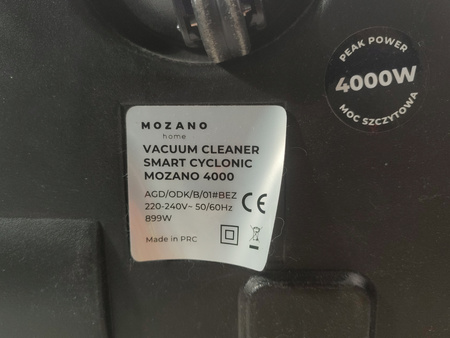 PEAK POWER
4000W
MOC SZCZYTOWA
MOZANO
home
VACUUM CLEANER
SMART CYCLONIC
MOZANO 4000
AGD/ODK/B/01#BEZ
220-240V~ 50/60Hz
899W
CE
Made in PRC